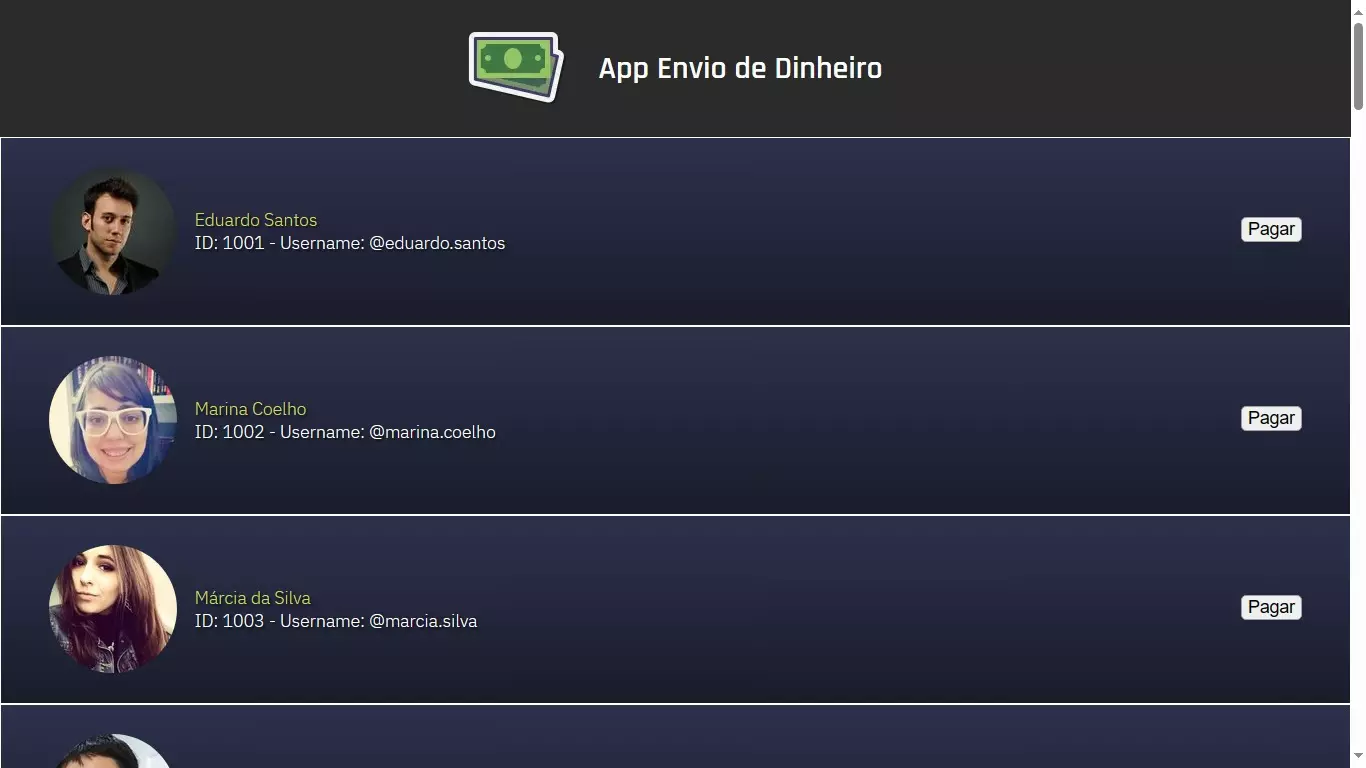 App Envio de Dinheiro
Eduardo Santos
ID: 1001 - Username: @eduardo.santos
Pagar
Marina Coelho
ID: 1002 - Username: @marina.coelho
Pagar
Márcia da Silva
ID: 1003 - Username: @marcia.silva
Pagar